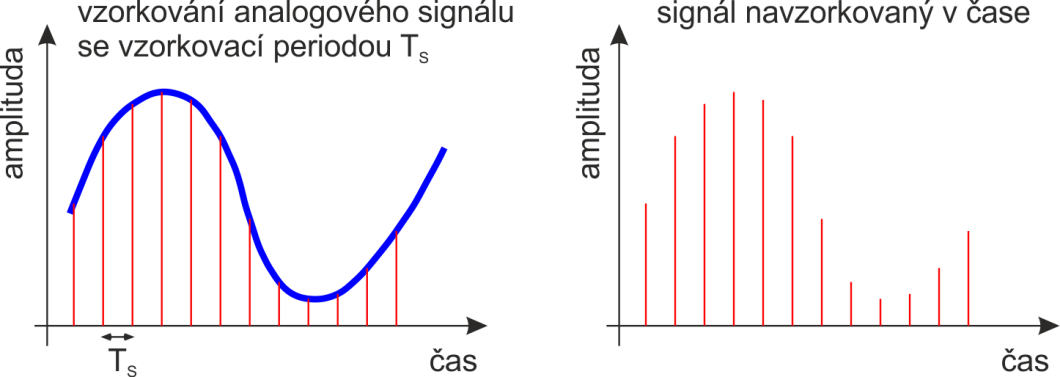 vzorkování analogového signálu
se vzorkovací periodou Ts
amplituda
Ts
čas
signál navzorkovaný v čase
amplituda
čas